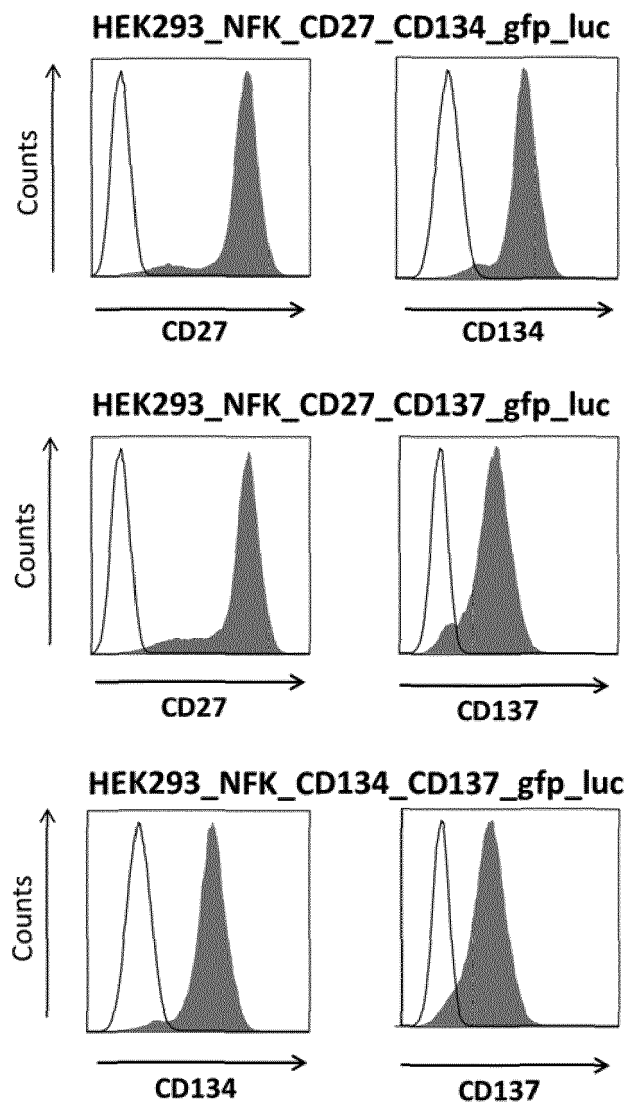 HEK293_NFK_CD27_CD134_gfp_luc
Counts
CD27
CD134
HEK293_NFK_CD27_CD137_gfp_luc
Counts
CD27
CD137
HEK293_NFK_CD134_CD137_gfp_luc
Counts
CD134
CD137